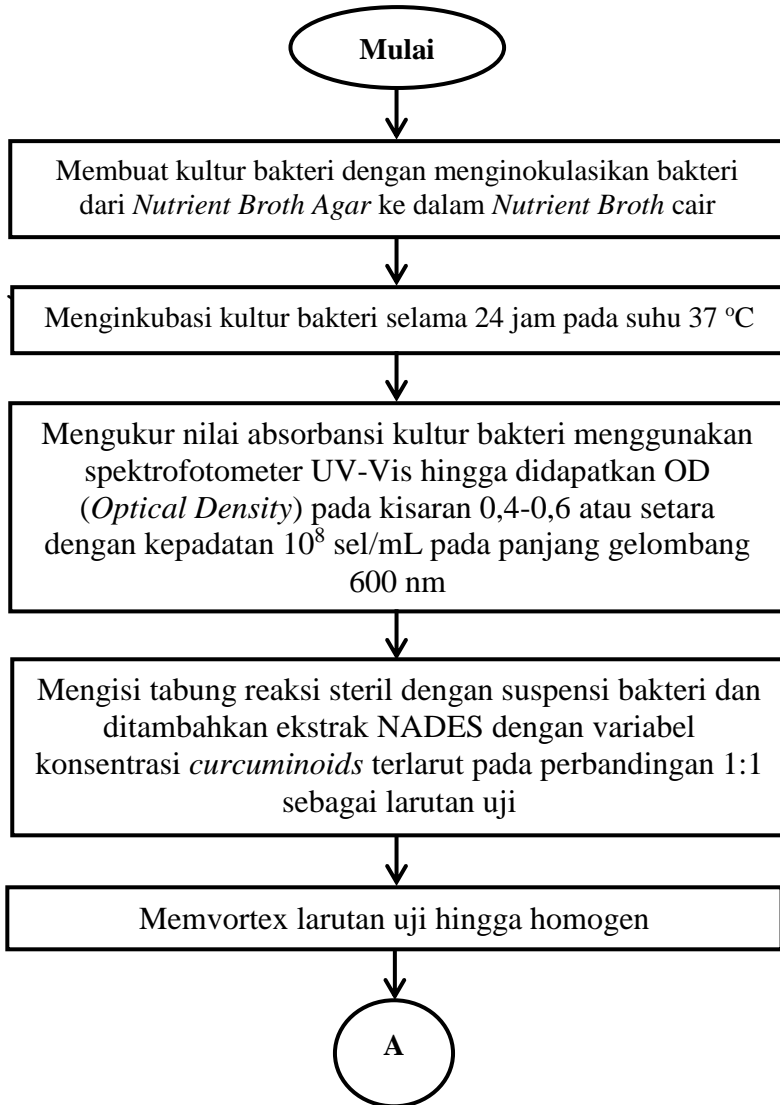 Mulai
Membuat kultur bakteri dengan menginokulasikan bakteri
dari Nutrient Broth Agar ke dalam Nutrient Broth cair
Menginkubasi kultur bakteri selama 24 jam pada suhu 37 ºC
Mengukur nilai absorbansi kultur bakteri menggunakan
spektrofotometer UV-Vis hingga didapatkan OD
(Optical Density) pada kisaran 0,4-0,6 atau setara
dengan kepadatan 10⁸ sel/mL pada panjang gelombang
600 nm
Mengisi tabung reaksi steril dengan suspensi bakteri dan
ditambahkan ekstrak NADES dengan variabel
konsentrasi curcuminoids terlarut pada perbandingan 1:1
sebagai larutan uji
Memvortex larutan uji hingga homogen
A